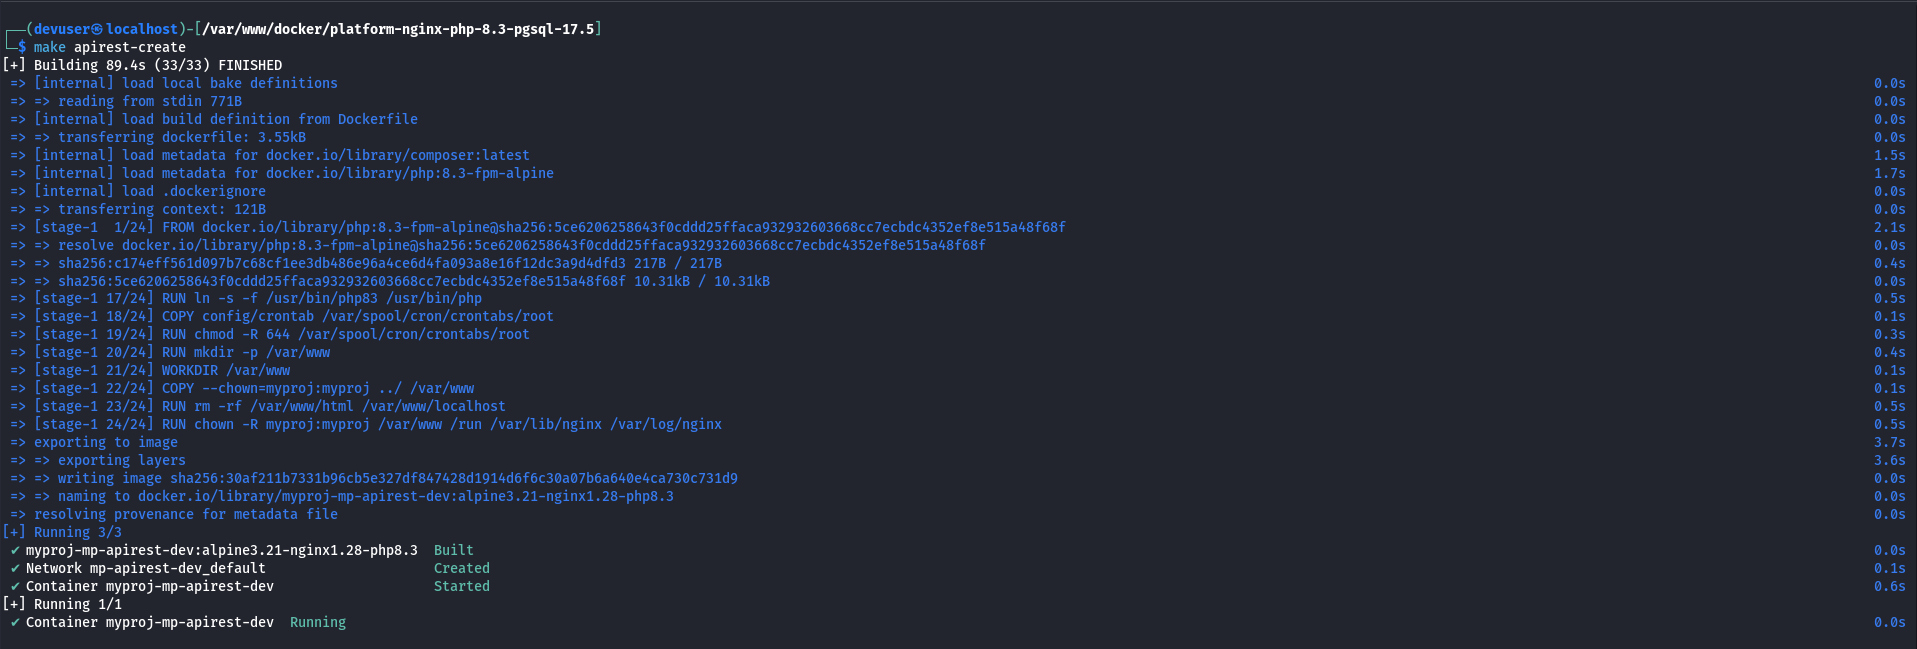 ┌──(devuser㉿localhost)-[/var/www/docker/platform-nginx-php-8.3-pgsql-17.5]
└─$ make apirest-create
[+] Building 89.4s (33/33) FINISHED
=> [internal] load local bake definitions 0.0s
=> => reading from stdin 771B 0.0s
=> [internal] load build definition from Dockerfile 0.0s
=> => transferring dockerfile: 3.55kB 0.0s
=> [internal] load metadata for docker.io/library/composer:latest 1.5s
=> [internal] load metadata for docker.io/library/php:8.3-fpm-alpine 1.7s
=> [internal] load .dockerignore 0.0s
=> => transferring context: 121B 0.0s
=> [stage-1  1/24] FROM docker.io/library/php:8.3-fpm-alpine@sha256:5ce6206258643f0cddd25ffaca932932603668cc7ecbdc4352ef8e515a48f68f 2.1s
=> => resolve docker.io/library/php:8.3-fpm-alpine@sha256:5ce6206258643f0cddd25ffaca932932603668cc7ecbdc4352ef8e515a48f68f 0.0s
=> => sha256:c174eff561d097b7c68cf1ee3db486e96a4ce6d4fa093a8e16f12dc3a9d4dfd3 217B / 217B 0.4s
=> => sha256:5ce6206258643f0cddd25ffaca932932603668cc7ecbdc4352ef8e515a48f68f 10.31kB / 10.31kB 0.0s
=> [stage-1 17/24] RUN ln -s -f /usr/bin/php83 /usr/bin/php 0.5s
=> [stage-1 18/24] COPY config/crontab /var/spool/cron/crontabs/root 0.1s
=> [stage-1 19/24] RUN chmod -R 644 /var/spool/cron/crontabs/root 0.3s
=> [stage-1 20/24] RUN mkdir -p /var/www 0.4s
=> [stage-1 21/24] WORKDIR /var/www 0.1s
=> [stage-1 22/24] COPY --chown=myproj:myproj ../ /var/www 0.1s
=> [stage-1 23/24] RUN rm -rf /var/www/html /var/www/localhost 0.5s
=> [stage-1 24/24] RUN chown -R myproj:myproj /var/www /run /var/lib/nginx /var/log/nginx 0.5s
=> exporting to image 3.7s
=> => exporting layers 3.6s
=> => writing image sha256:30af211b7331b96cb5e327df847428d1914d6f6c30a07b6a640e4ca730c731d9 0.0s
=> => naming to docker.io/library/myproj-mp-apirest-dev:alpine3.21-nginx1.28-php8.3 0.0s
=> resolving provenance for metadata file 0.0s
[+] Running 3/3
✔ myproj-mp-apirest-dev:alpine3.21-nginx1.28-php8.3 Built 0.0s
✔ Network mp-apirest-dev_default Created 0.1s
✔ Container myproj-mp-apirest-dev Started 0.6s
[+] Running 1/1
✔ Container myproj-mp-apirest-dev Running 0.0s